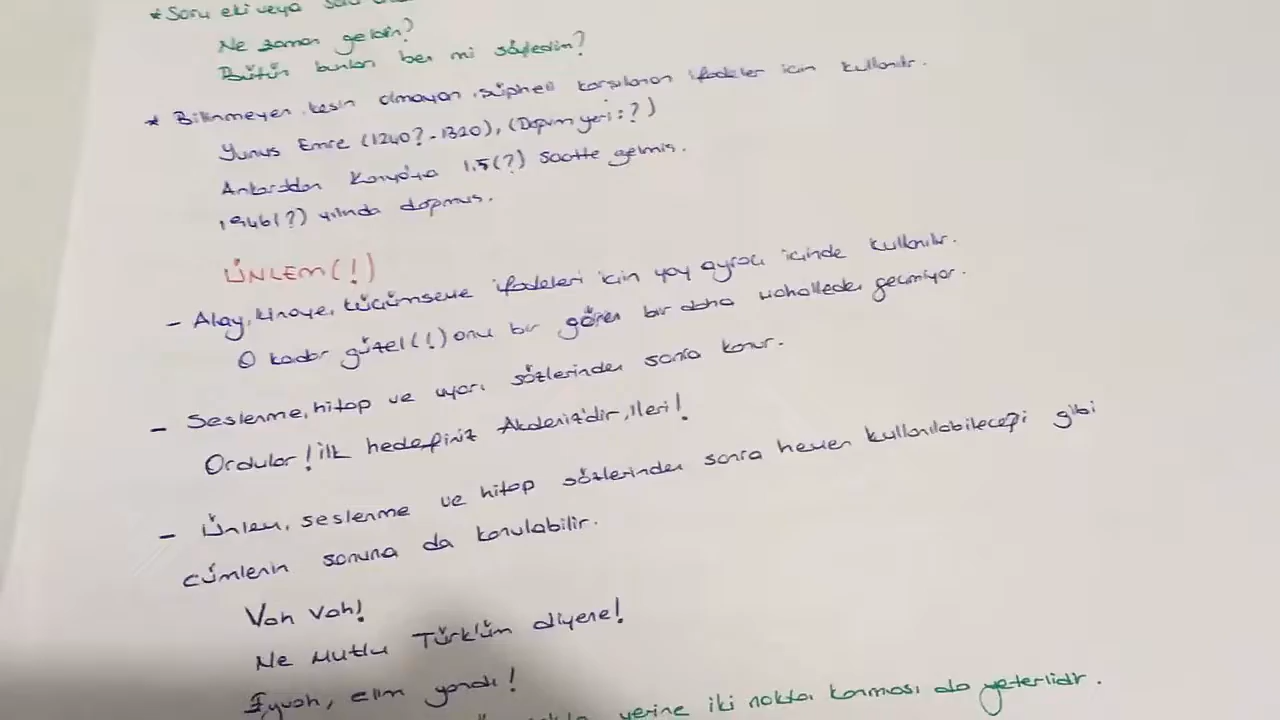 * Soru eki veya
Ne zaman geldin?
Bütün bunları ben mi söyledim?
* Bilinmeyen, kesin olmayan, şüpheli karşılanan ifadeler için kullanılır.
Yunus Emre (1240?-1320), (Doğum yeri:?)
Ankara'dan Konya'ya 1.5(?) saatte gelmiş.
1946(?) yılında doğmuş.
ÜNLEM(!)
- Alay, kinaye, küçümseme ifadeleri için yay ayracı içinde kullanılır.
O kadar güzel(!) onu bir gören bir daha mahalleden geçmiyor.
- Seslenme, hitap ve uyarı sözlerinden sonra konur.
Ordular! İlk hedefiniz Akdeniz'dir, İleri!
- Ünlem, seslenme ve hitap sözlerinden sonra hemen kullanılabileceği gibi
cümlenin sonuna da konulabilir.
Vah vah!
Ne Mutlu Türk'üm diyene!
Eyvah, elim yandı!
yerine iki nokta konması da yeterlidir.